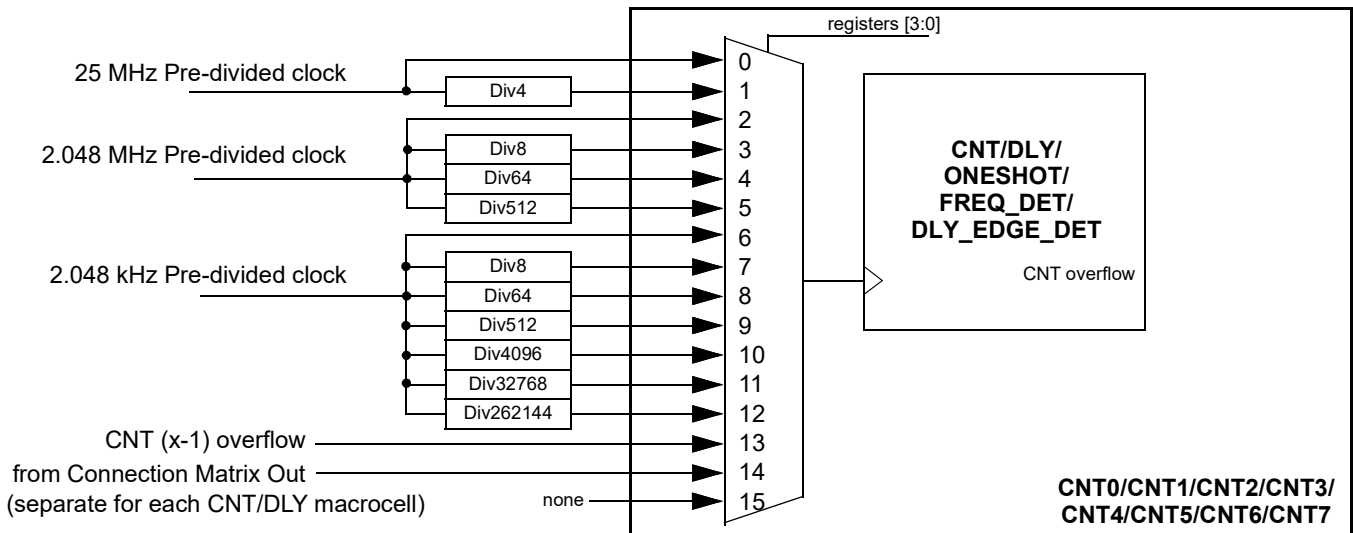 registers [3:0]
25 MHz Pre-divided clock
0
Div4
1
2
2.048 MHz Pre-divided clock
Div8
3
Div64
4
Div512
5
6
2.048 kHz Pre-divided clock
Div8
7
Div64
8
Div512
9
Div4096
10
Div32768
11
Div262144
12
CNT (x-1) overflow
13
from Connection Matrix Out
14
(separate for each CNT/DLY macrocell)
none
15
CNT/DLY/
ONESHOT/
FREQ_DET/
DLY_EDGE_DET
CNT overflow
CNT0/CNT1/CNT2/CNT3/
CNT4/CNT5/CNT6/CNT7